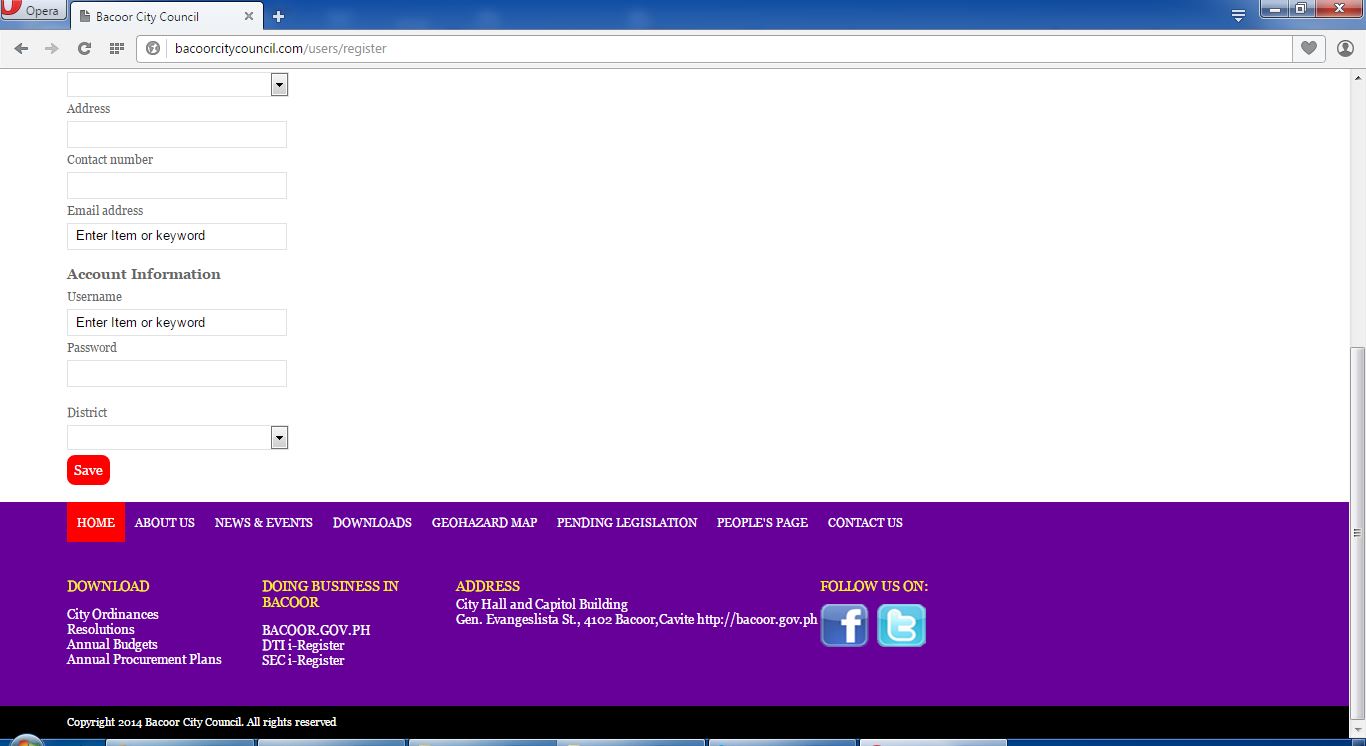 Opera
Bacoor City Council
bacoorcitycouncil.com/users/register
Address
Contact number
Email address
Enter Item or keyword
Account Information
Username
Enter Item or keyword
Password
District
Save
HOME ABOUT US NEWS & EVENTS DOWNLOADS GEOHAZARD MAP PENDING LEGISLATION PEOPLE'S PAGE CONTACT US
DOWNLOAD
City Ordinances
Resolutions
Annual Budgets
Annual Procurement Plans
DOING BUSINESS IN
BACOOR
BACOOR.GOV.PH
DTI i-Register
SEC i-Register
ADDRESS
City Hall and Capitol Building
Gen. Evangeslista St., 4102 Bacoor,Cavite http://bacoor.gov.ph
FOLLOW US ON:
Copyright 2014 Bacoor City Council. All rights reserved